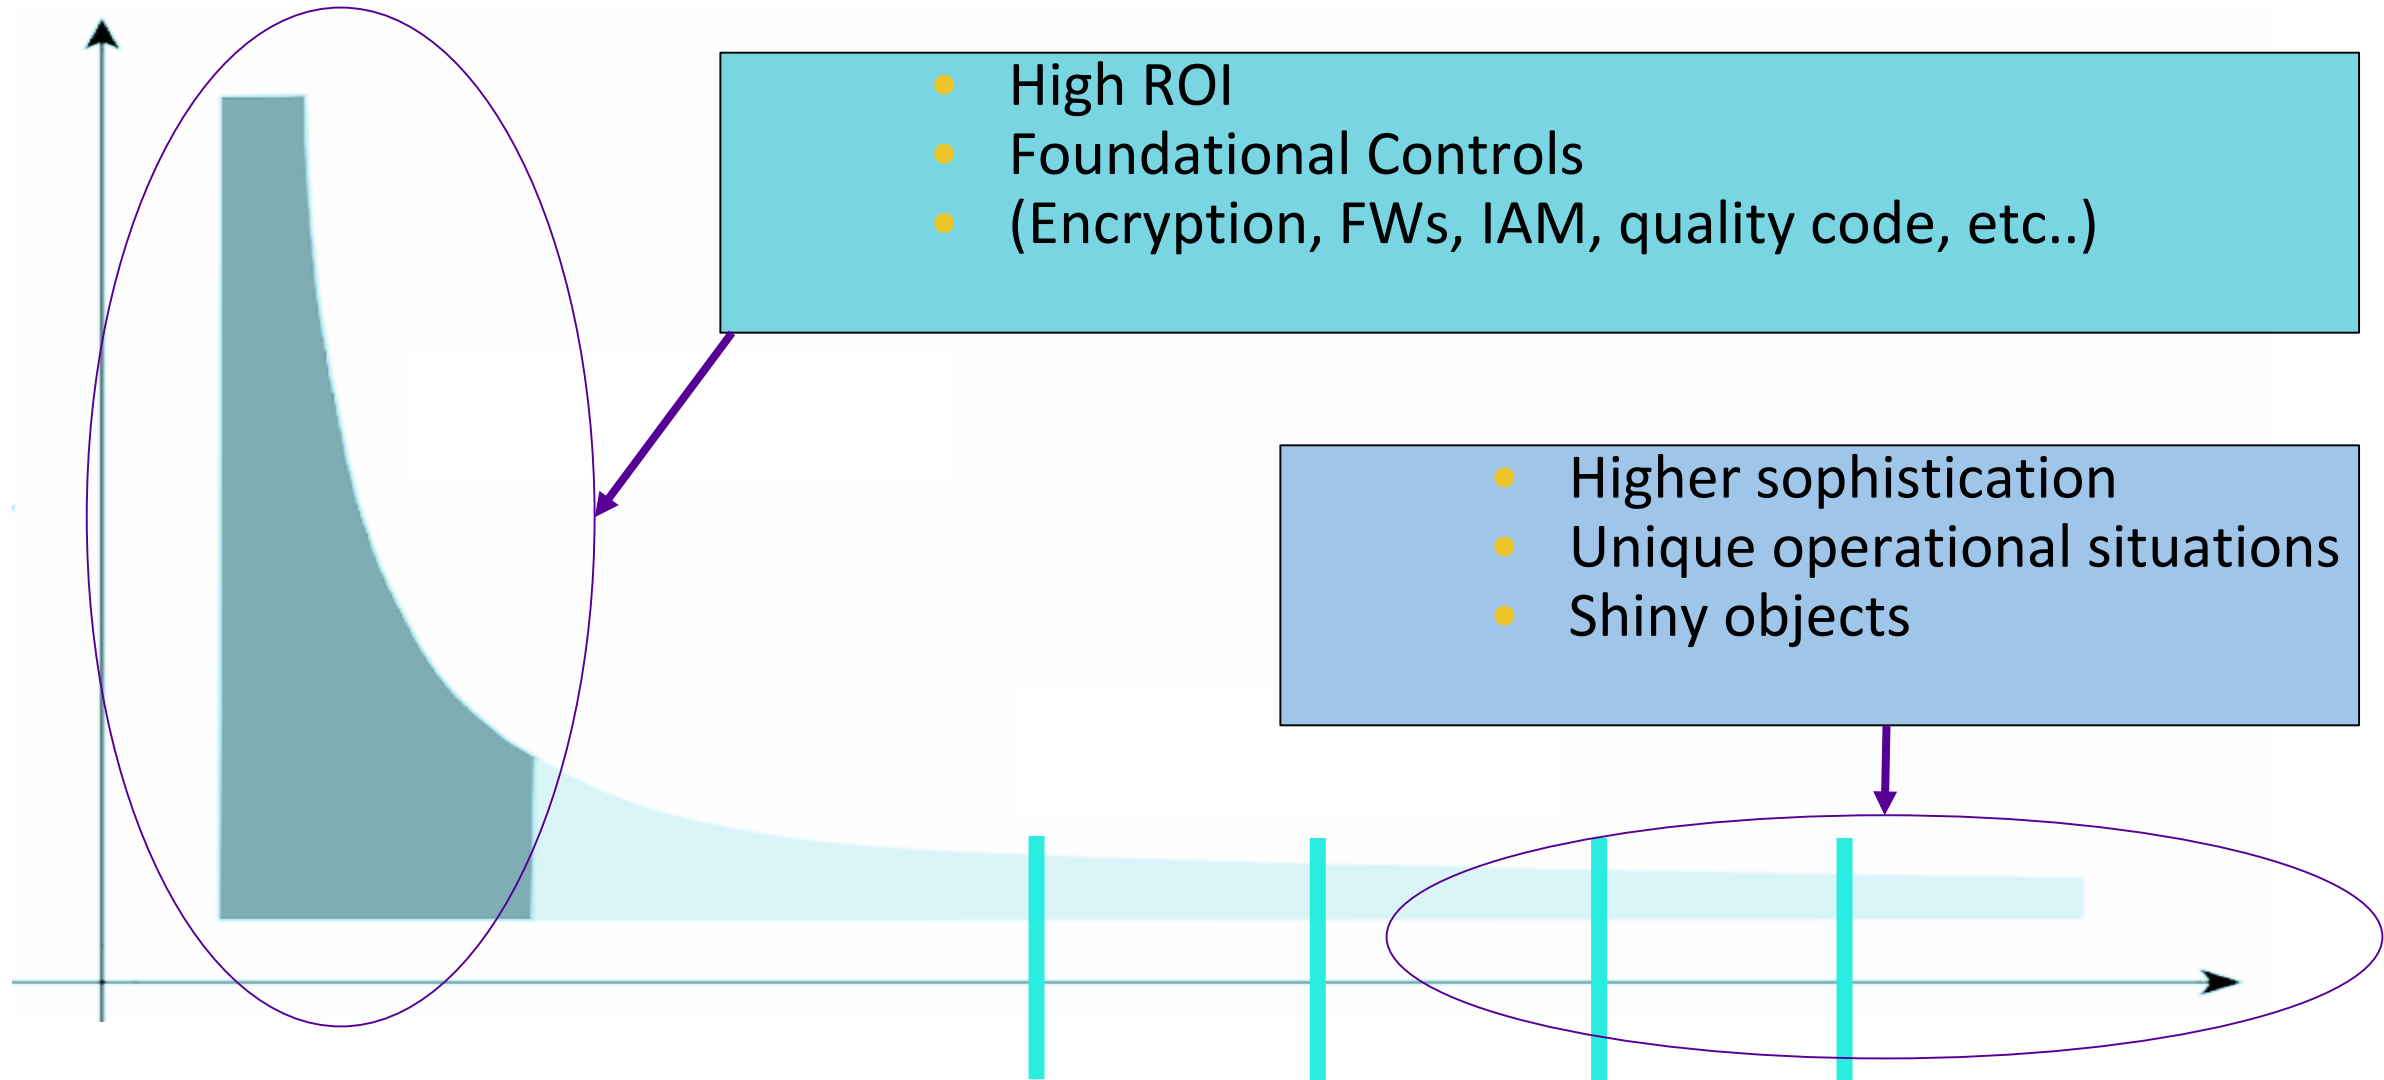 High ROI
Foundational Controls
(Encryption, FWs, IAM, quality code, etc..)
Higher sophistication
Unique operational situations
Shiny objects